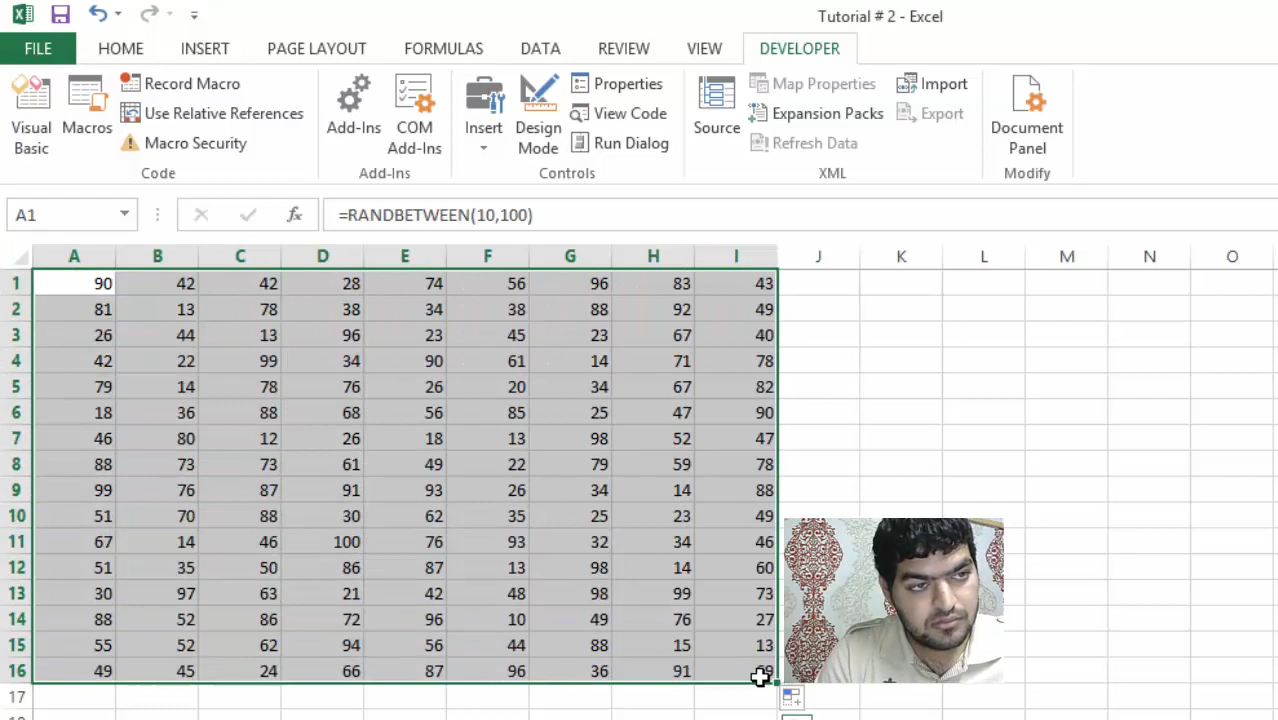 Tutorial # 2 - Excel
FILE HOME INSERT PAGE LAYOUT FORMULAS DATA REVIEW VIEW DEVELOPER
Visual Basic
Macros
Record Macro
Use Relative References
Macro Security
Code
Add-Ins
COM Add-Ins
Add-Ins
Insert
Design Mode
Properties
View Code
Run Dialog
Controls
Source
Map Properties
Expansion Packs
Refresh Data
Import
Export
XML
Document Panel
Modify
A1 fx =RANDBETWEEN(10,100)
A B C D E F G H I J K L M N O
1 90 42 42 28 74 56 96 83 43
2 81 13 78 38 34 38 88 92 49
3 26 44 13 96 23 45 23 67 40
4 42 22 99 34 90 61 14 71 78
5 79 14 78 76 26 20 34 67 82
6 18 36 88 68 56 85 25 47 90
7 46 80 12 26 18 13 98 52 47
8 88 73 73 61 49 22 79 59 78
9 99 76 87 91 93 26 34 14 88
10 51 70 88 30 62 35 25 23 49
11 67 14 46 100 76 93 32 34 46
12 51 35 50 86 87 13 98 14 60
13 30 97 63 21 42 48 98 99 73
14 88 52 86 72 96 10 49 76 27
15 55 52 62 94 56 44 88 15 13
16 49 45 24 66 87 96 36 91
17